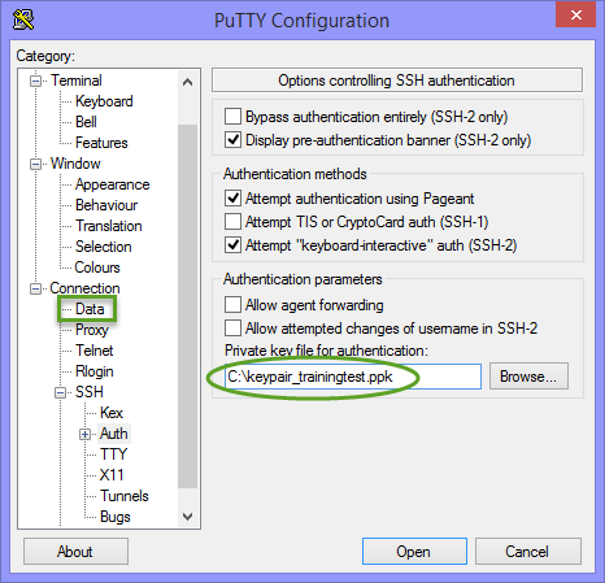 PuTTY Configuration
Category:
Terminal
Keyboard
Bell
Features
Window
Appearance
Behaviour
Translation
Selection
Colours
Connection
Data
Proxy
Telnet
Rlogin
SSH
Kex
Auth
TTY
X11
Tunnels
Bugs
Options controlling SSH authentication
Bypass authentication entirely (SSH-2 only)
Display pre-authentication banner (SSH-2 only)
Authentication methods
Attempt authentication using Pageant
Attempt TIS or CryptoCard auth (SSH-1)
Attempt "keyboard-interactive" auth (SSH-2)
Authentication parameters
Allow agent forwarding
Allow attempted changes of username in SSH-2
Private key file for authentication:
C:\keypair_trainingtest.ppk
Browse...
About
Open
Cancel